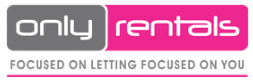 only rentals
FOCUSED ON LETTING FOCUSED ON YOU